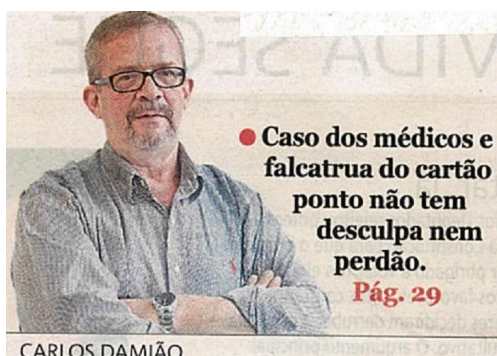 Caso dos médicos e
falcatrua do cartão
ponto não tem
desculpa nem
perdão.
Pág. 29
CARLOS DAMIÃO